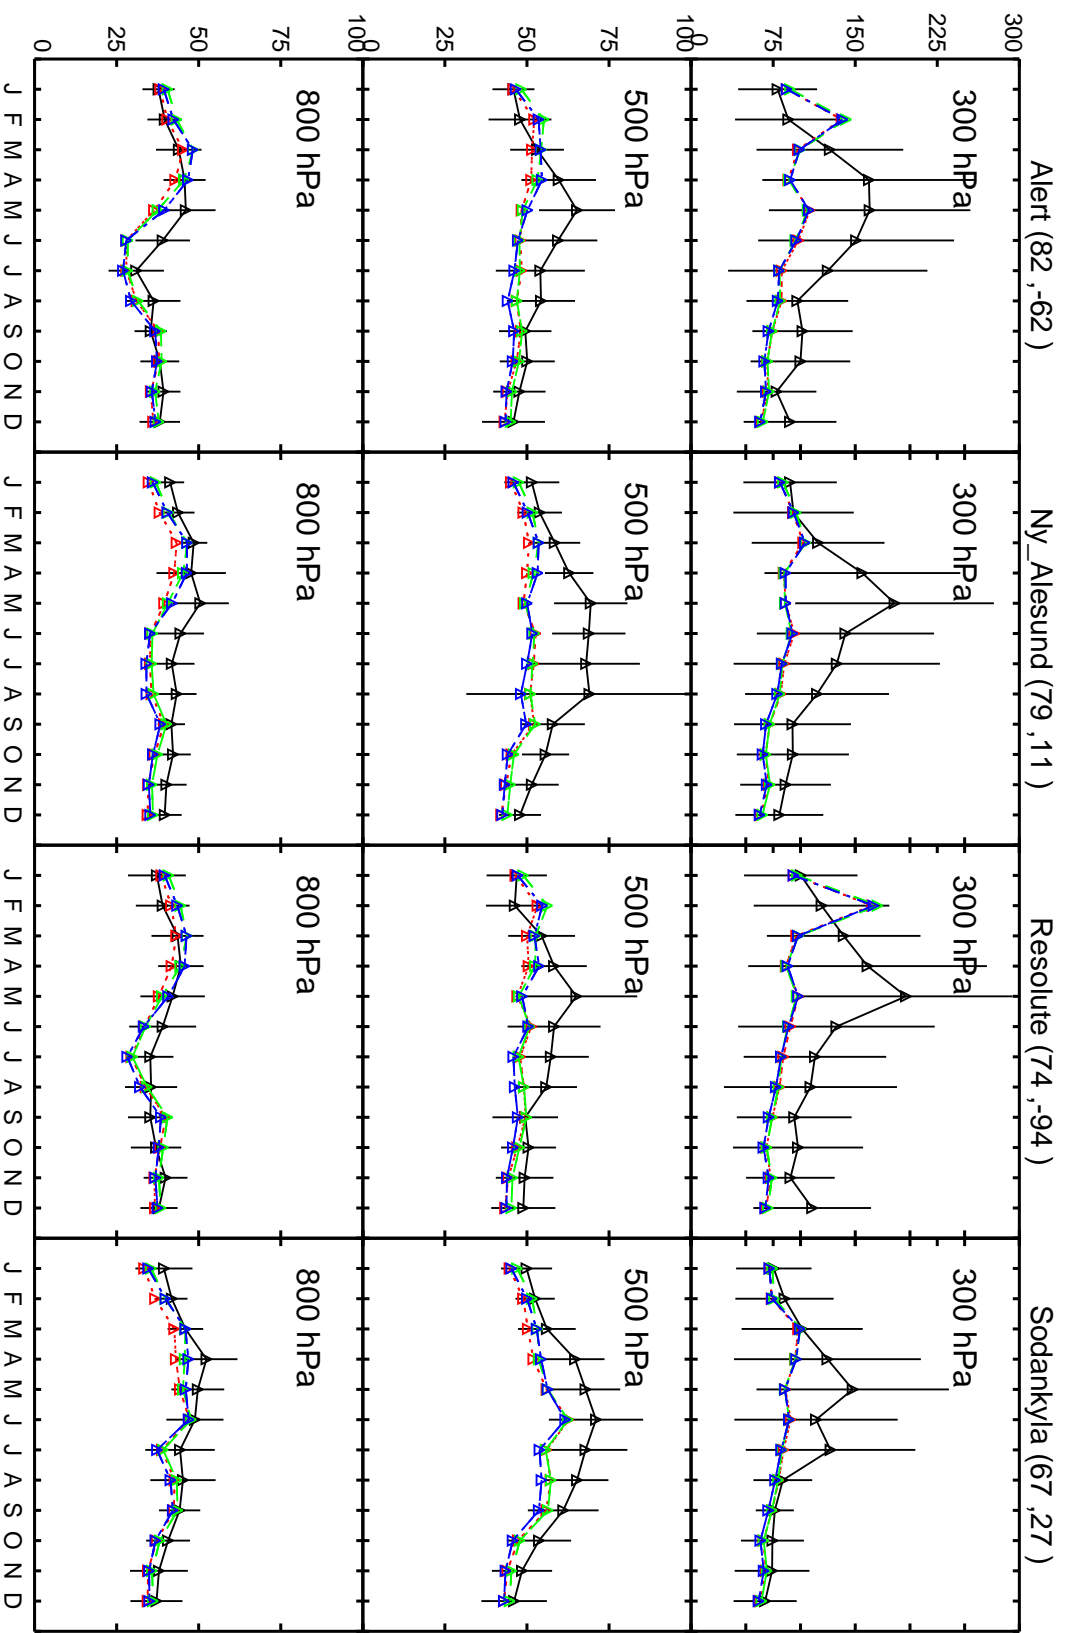 Alert (82 ,-62 )
Ny_Alesund (79 ,11 )
Resolute (74 ,-94 )
Sodankyla (67 ,27 )
300
225
150
75
0
300 hPa
300 hPa
300 hPa
300 hPa
100
75
50
25
0
500 hPa
500 hPa
500 hPa
500 hPa
100
75
50
25
0
800 hPa
800 hPa
800 hPa
800 hPa
J F M A M J J A S O N D
J F M A M J J A S O N D
J F M A M J J A S O N D
J F M A M J J A S O N D